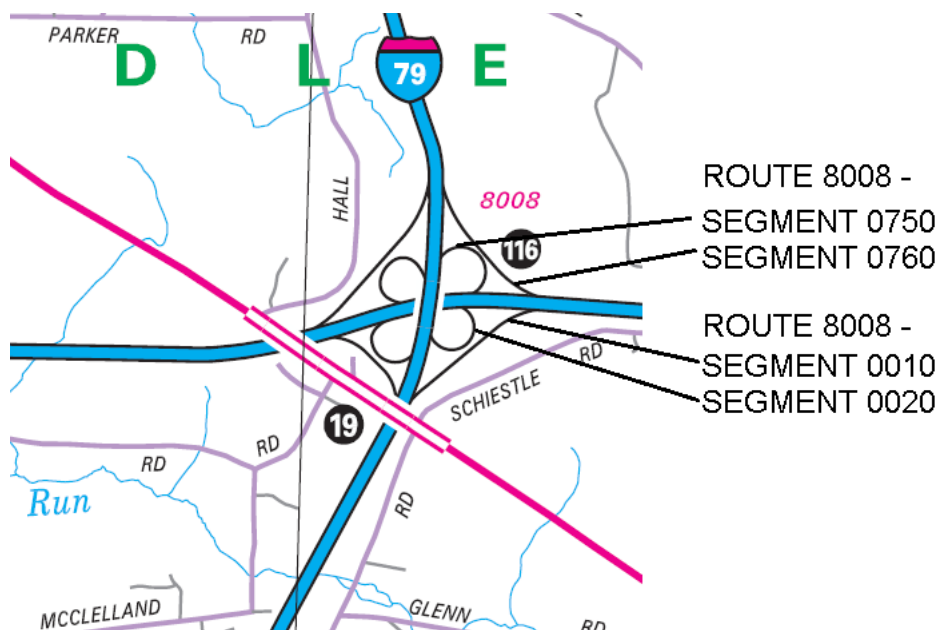 PARKER RD
D L E
79
HALL
8008
116
ROUTE 8008 -
SEGMENT 0750
SEGMENT 0760
ROUTE 8008 -
SEGMENT 0010
SEGMENT 0020
SCHIESTLE RD
19
RD
RD
RD
Run
MCCLELLAND
GLENN
RD